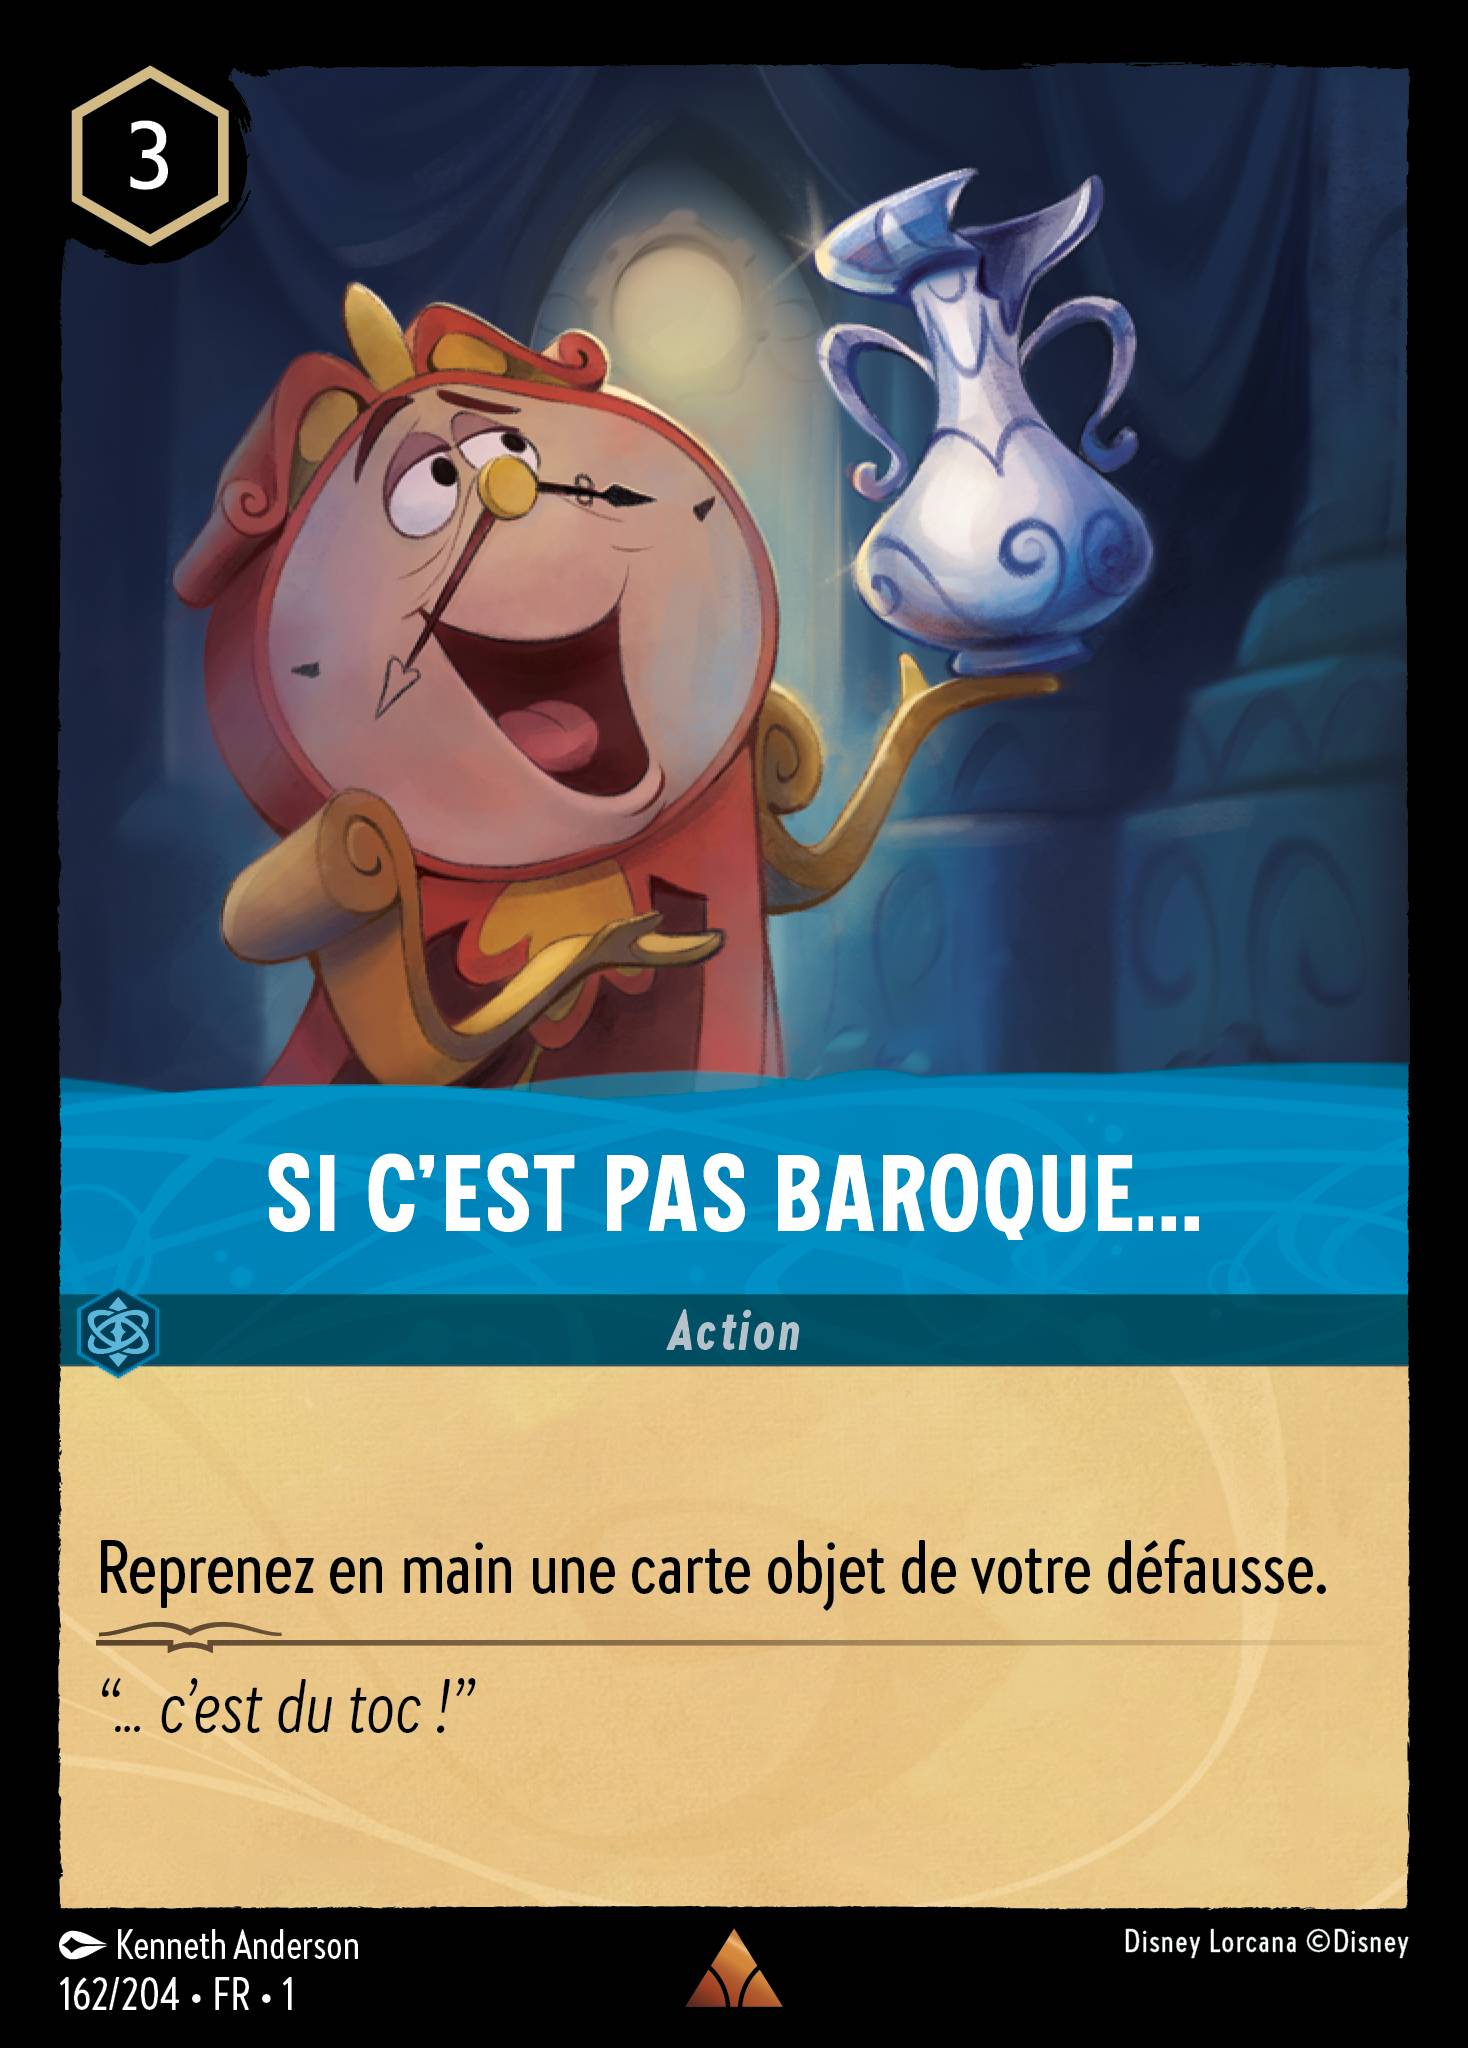 3
SI C’EST PAS BAROQUE...
Action
Reprenez en main une carte objet de votre défausse.
“... c’est du toc !”
Kenneth Anderson
162/204 • FR • 1
Disney Lorcana ©Disney